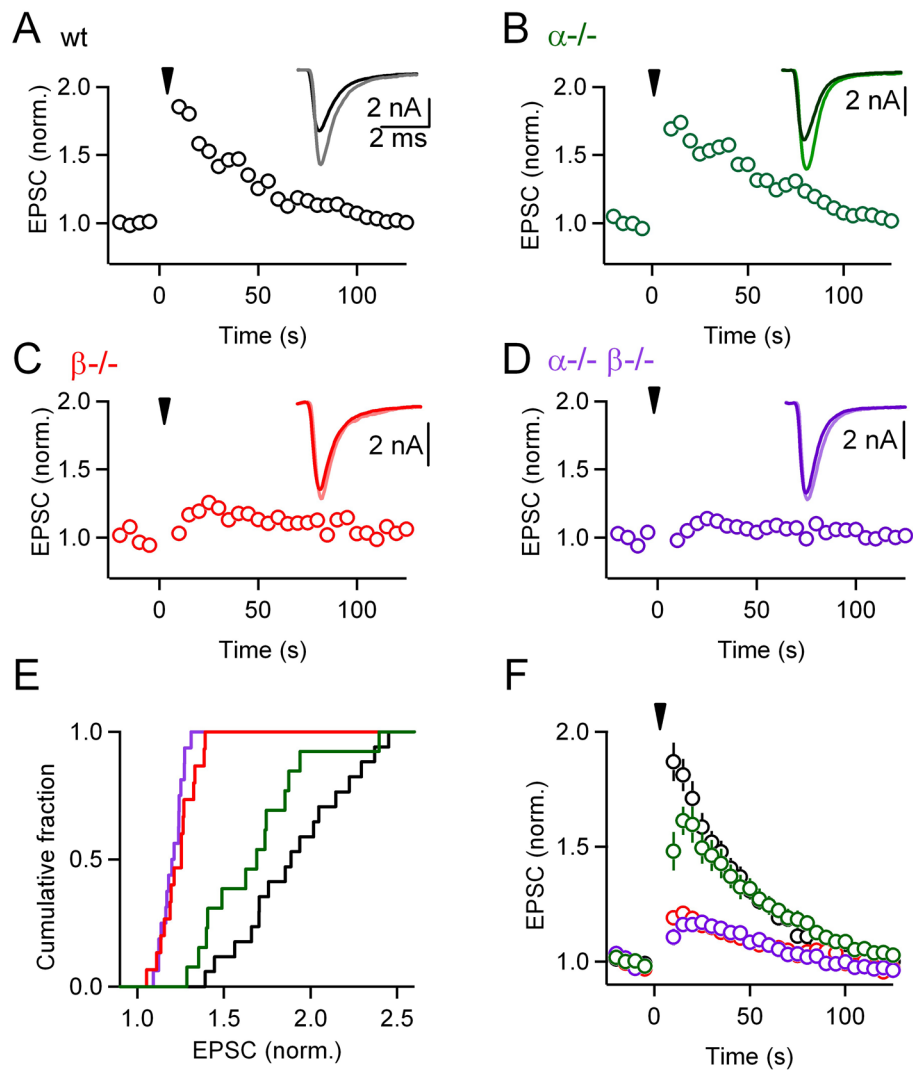 A wt
2.0
1.5
1.0
EPSC (norm.)
0 50 100
Time (s)
2 nA
2 ms
B α-/-
2.0
1.5
1.0
EPSC (norm.)
0 50 100
Time (s)
2 nA
C β-/-
2.0
1.5
1.0
EPSC (norm.)
0 50 100
Time (s)
2 nA
D α-/- β-/-
2.0
1.5
1.0
EPSC (norm.)
0 50 100
Time (s)
2 nA
E
1.0
0.5
0.0
Cumulative fraction
1.0 1.5 2.0 2.5
EPSC (norm.)
F
2.0
1.5
1.0
EPSC (norm.)
0 50 100
Time (s)